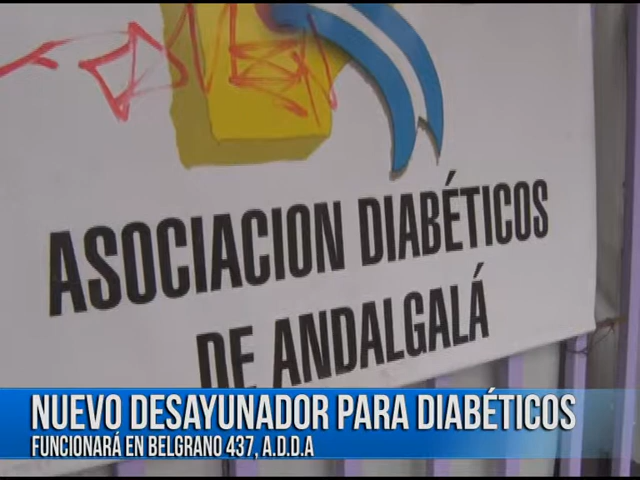 ASOCIACION DIABÉTICOS
DE ANDALGALÁ
NUEVO DESAYUNADOR PARA DIABÉTICOS
FUNCIONARÁ EN BELGRANO 437, A.D.D.A